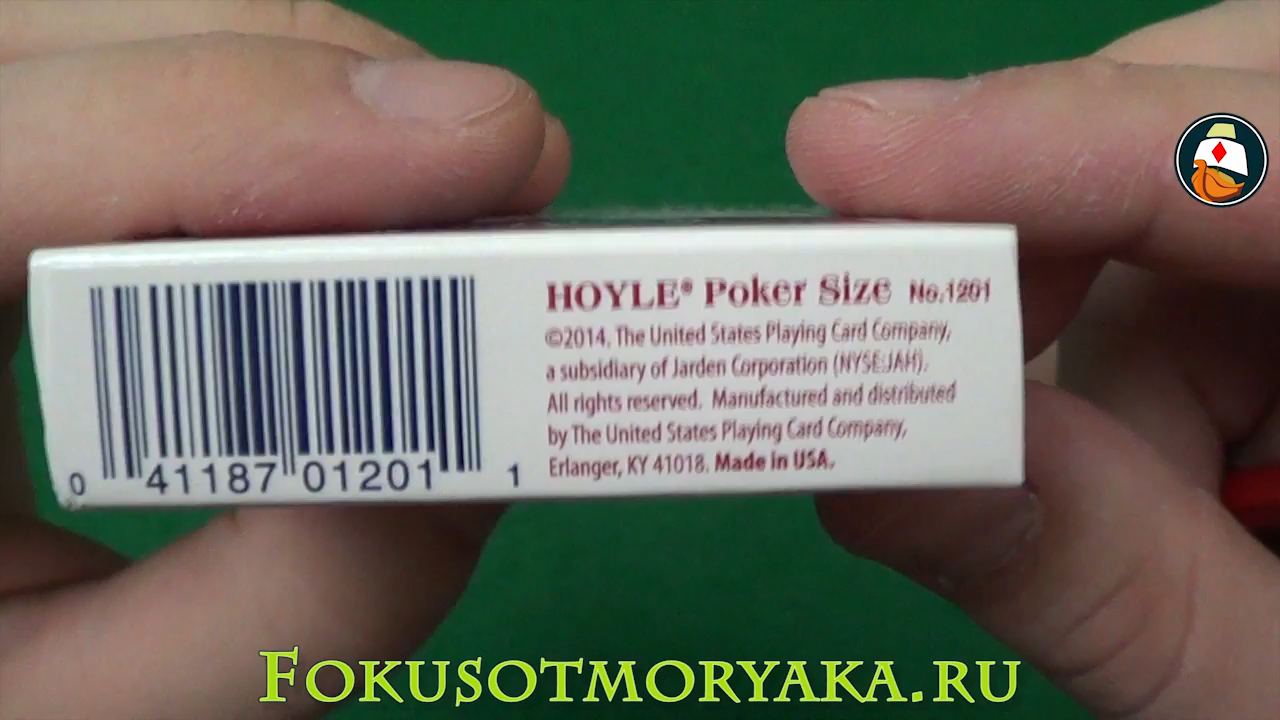 HOYLE® Poker Size No.1201
©2014, The United States Playing Card Company,
a subsidiary of Jarden Corporation (NYSE:JAH).
All rights reserved. Manufactured and distributed
by The United States Playing Card Company,
Erlanger, KY 41018. Made in USA.
0 41187 01201 1
FOKUSOTMORYAKA.RU